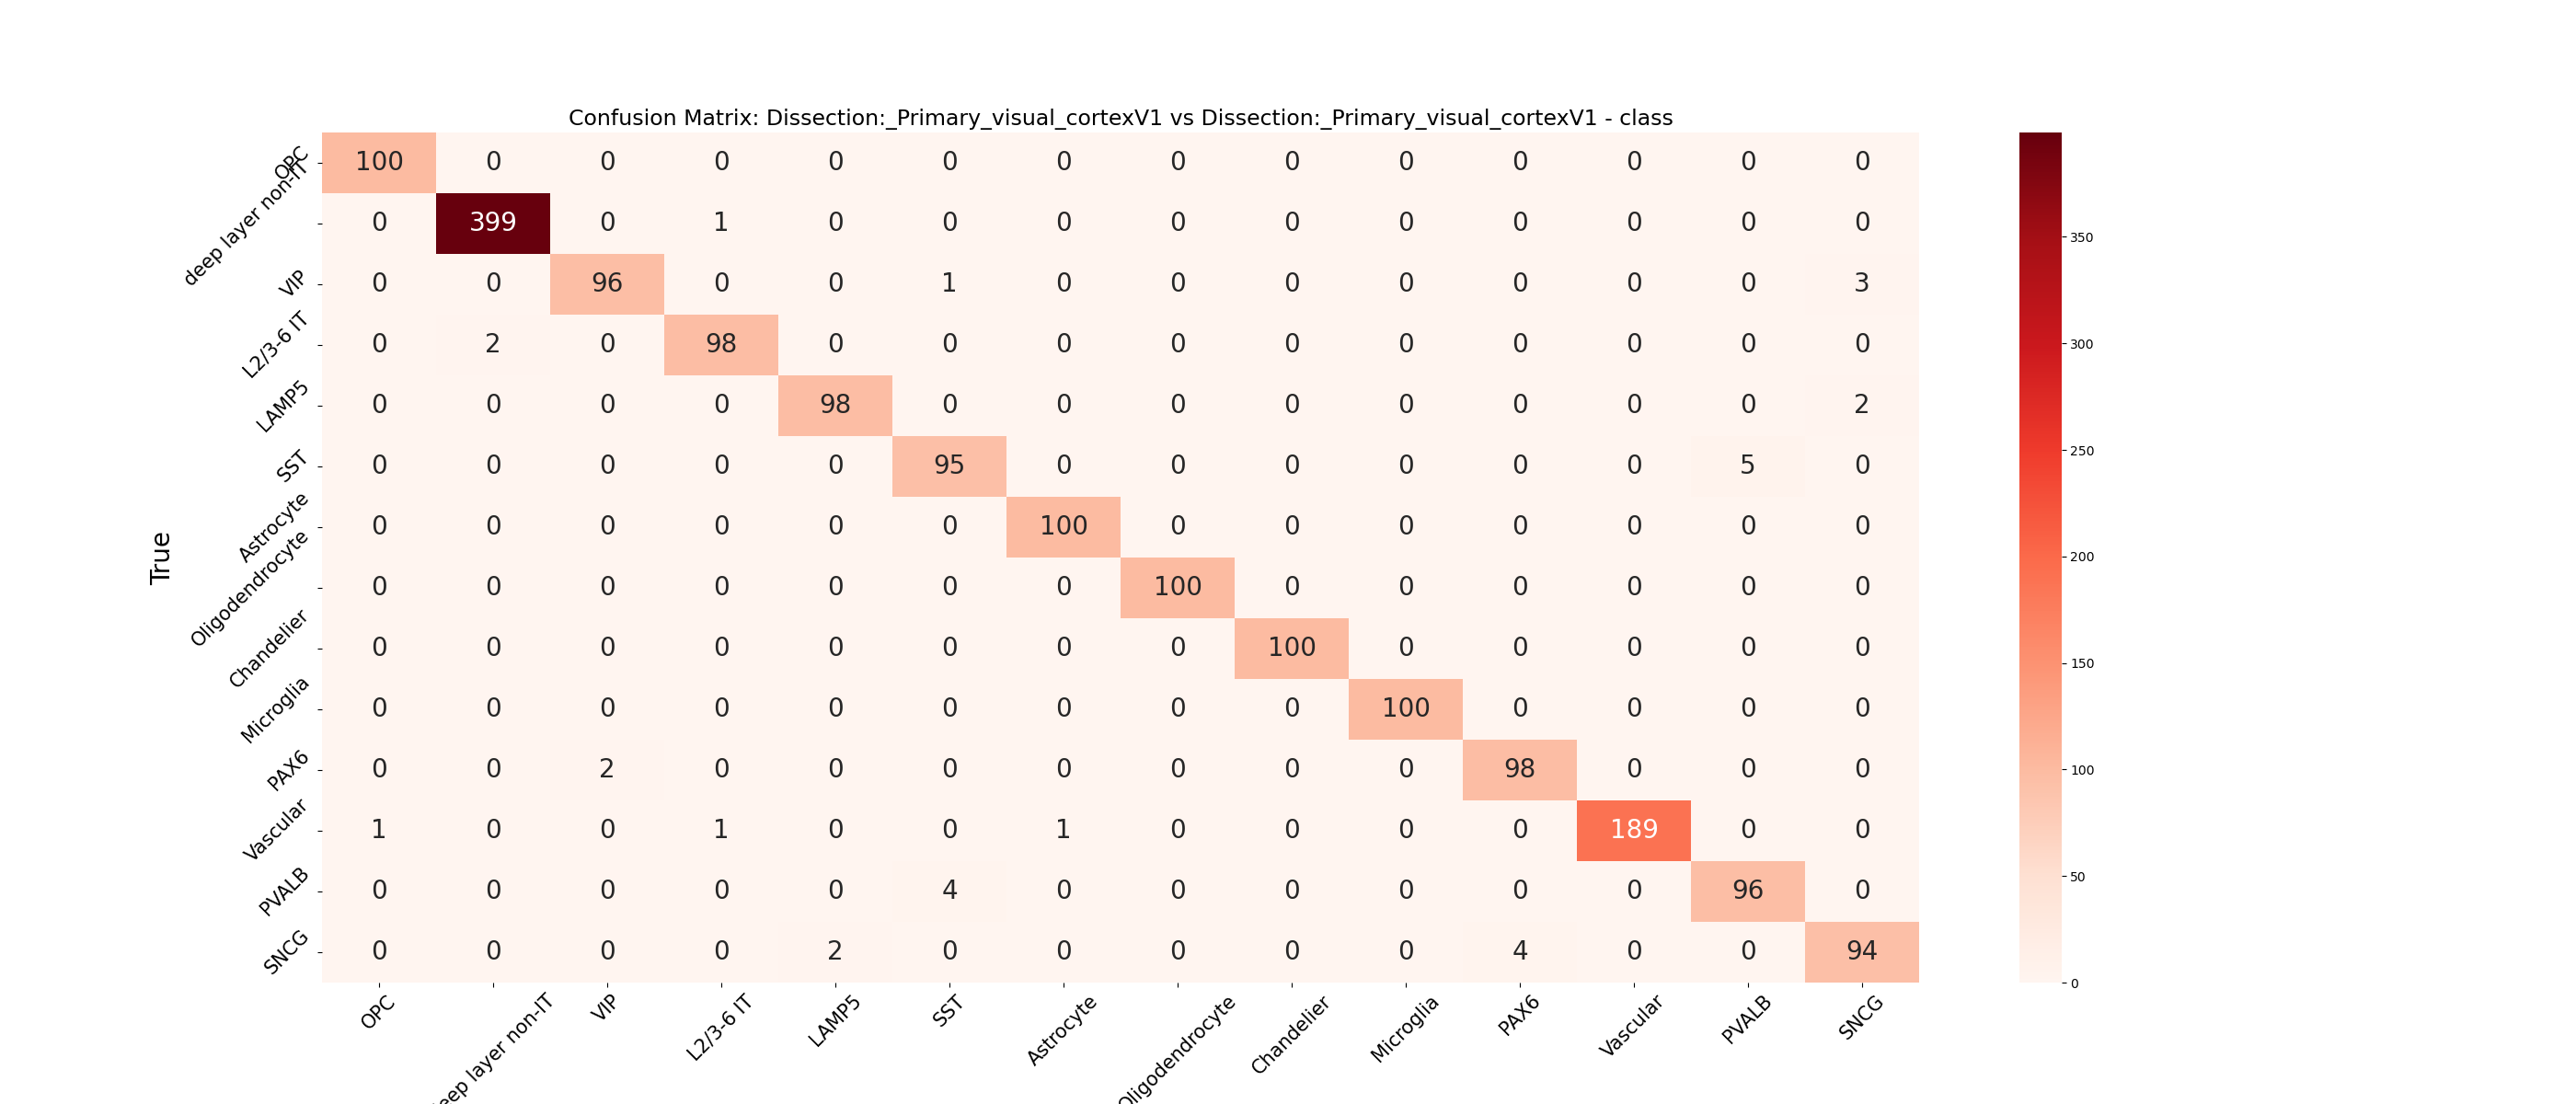 Confusion Matrix: Dissection:_Primary_visual_cortexV1 vs Dissection:_Primary_visual_cortexV1 - class
True
OPC 100 0 0 0 0 0 0 0 0 0 0 0 0 0
deep layer non-IT 0 399 0 1 0 0 0 0 0 0 0 0 0 0
VIP 0 0 96 0 0 1 0 0 0 0 0 0 0 3
L2/3-6 IT 0 2 0 98 0 0 0 0 0 0 0 0 0 0
LAMP5 0 0 0 0 98 0 0 0 0 0 0 0 0 2
SST 0 0 0 0 0 95 0 0 0 0 0 0 5 0
Astrocyte 0 0 0 0 0 0 100 0 0 0 0 0 0 0
Oligodendrocyte 0 0 0 0 0 0 0 100 0 0 0 0 0 0
Chandelier 0 0 0 0 0 0 0 0 100 0 0 0 0 0
Microglia 0 0 0 0 0 0 0 0 0 100 0 0 0 0
PAX6 0 0 2 0 0 0 0 0 0 0 98 0 0 0
Vascular 1 0 0 1 0 0 1 0 0 0 0 189 0 0
PVALB 0 0 0 0 0 4 0 0 0 0 0 0 96 0
SNCG 0 0 0 0 2 0 0 0 0 0 4 0 0 94
OPC deep layer non-IT VIP L2/3-6 IT LAMP5 SST Astrocyte Oligodendrocyte Chandelier Microglia PAX6 Vascular PVALB SNCG
350
300
250
200
150
100
50
0